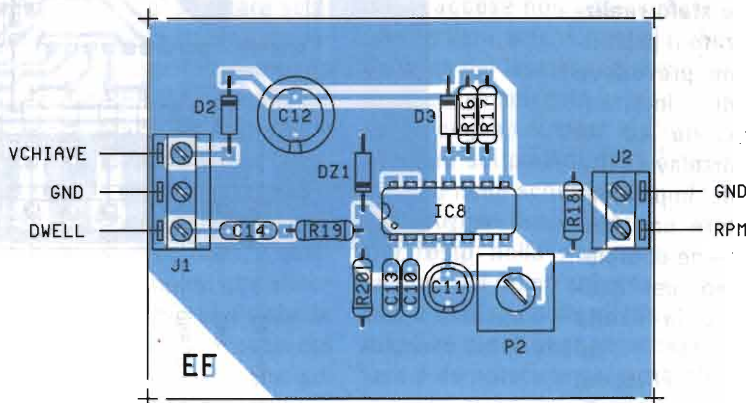 D2
C12
D3
R16
R17
VCHIAVE
GND
DWELL
DZ1
J2
GND
RPM
IC8
R18
C14
R19
J1
R20
C13
C10
C11
P2
EF